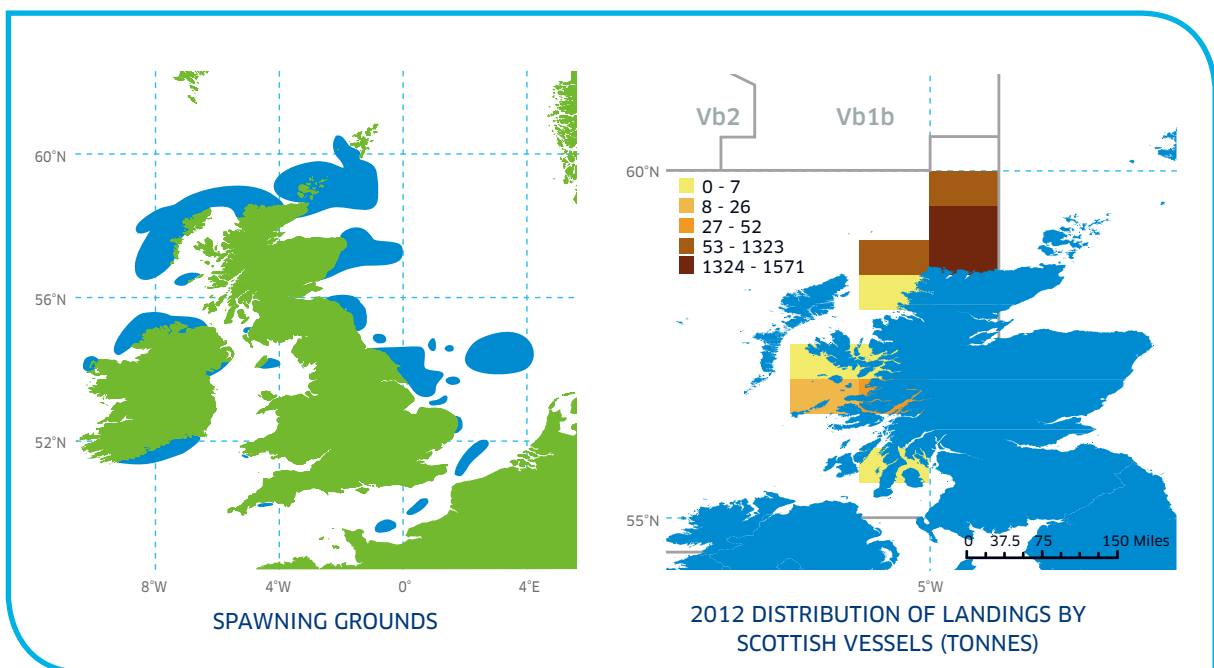 60°N
56°N
52°N
8°W
4°W
0°
4°E
SPAWNING GROUNDS
Vb2
Vb1b
60°N
0 - 7
8 - 26
27 - 52
53 - 1323
1324 - 1571
55°N
0 37.5 75 150 Miles
5°W
2012 DISTRIBUTION OF LANDINGS BY
SCOTTISH VESSELS (TONNES)